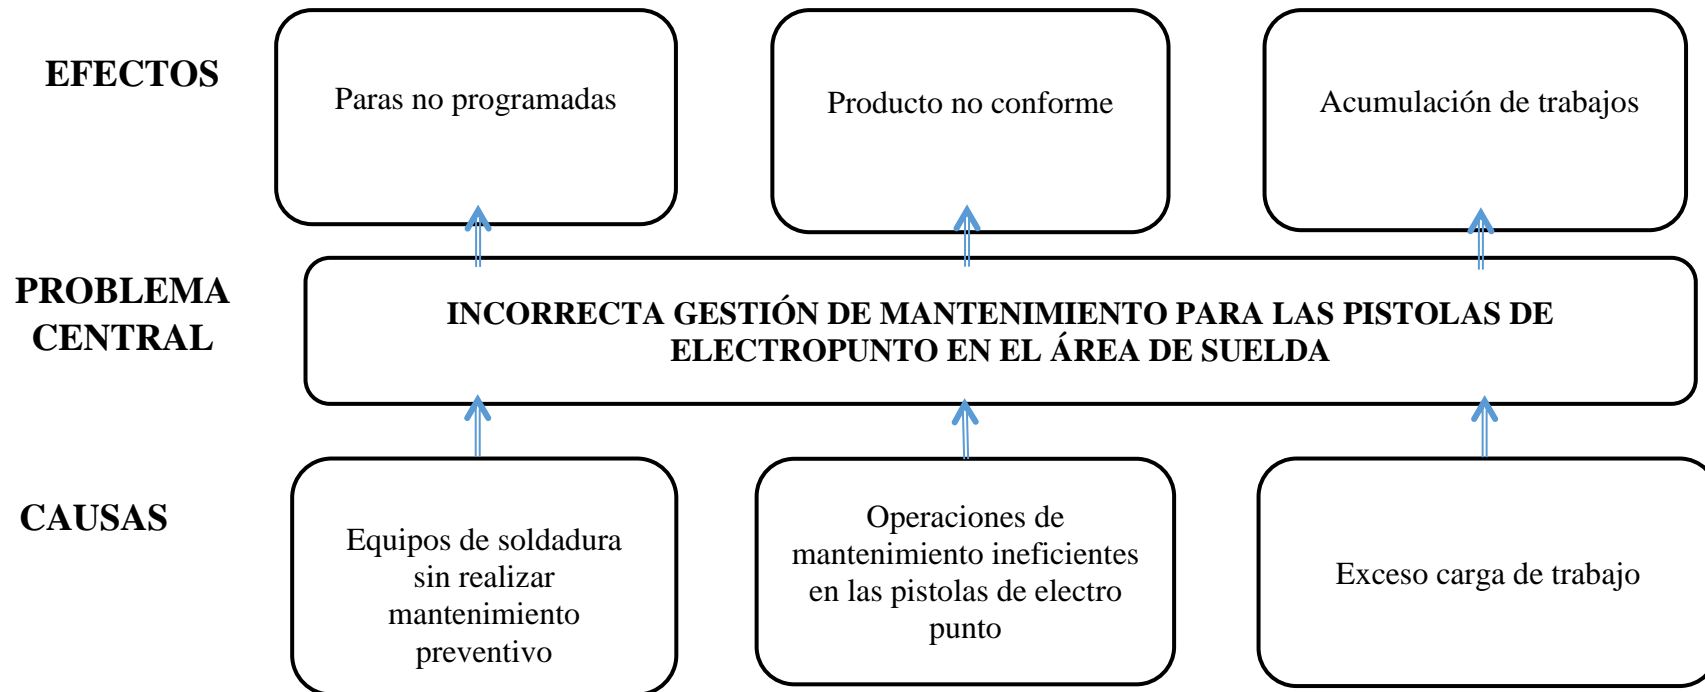 EFECTOS
Paras no programadas
Producto no conforme
Acumulación de trabajos
PROBLEMA
CENTRAL
INCORRECTA GESTIÓN DE MANTENIMIENTO PARA LAS PISTOLAS DE
ELECTROPUNTO EN EL ÁREA DE SUELDA
CAUSAS
Equipos de soldadura
sin realizar
mantenimiento
preventivo
Operaciones de
mantenimiento ineficientes
en las pistolas de electro
punto
Exceso carga de trabajo